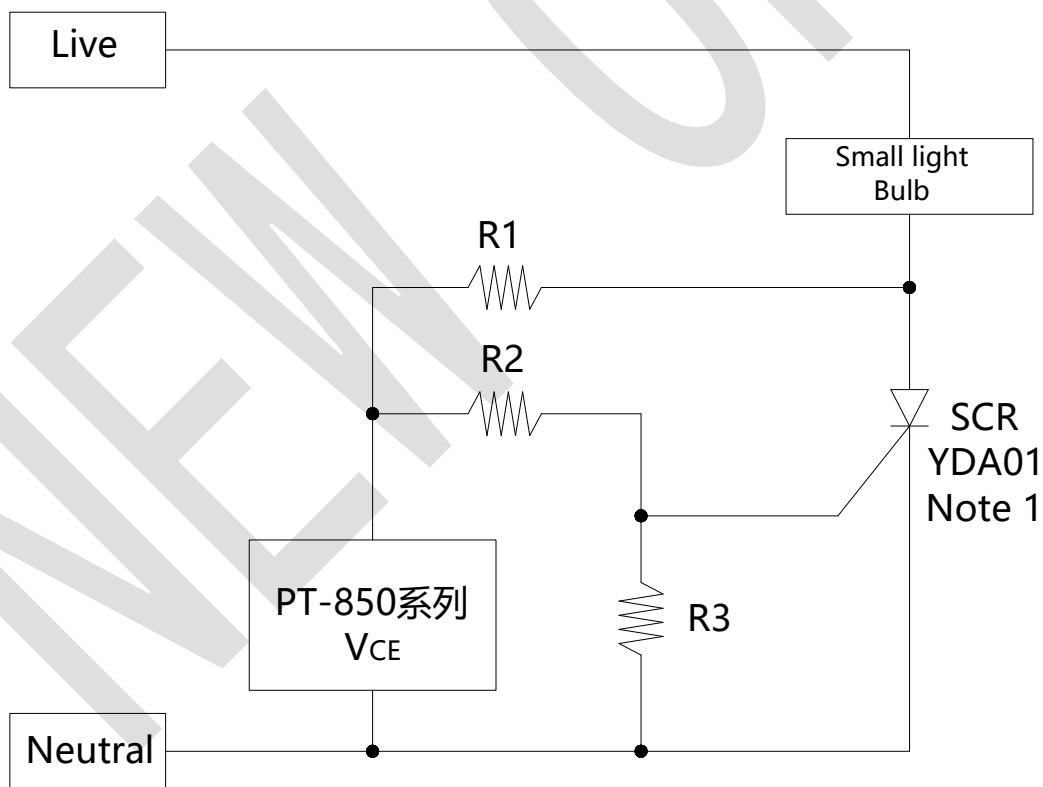 Live
Small light
Bulb
R1
R2
SCR
YDA01
Note 1
PT-850系列
VCE
R3
Neutral
NEW